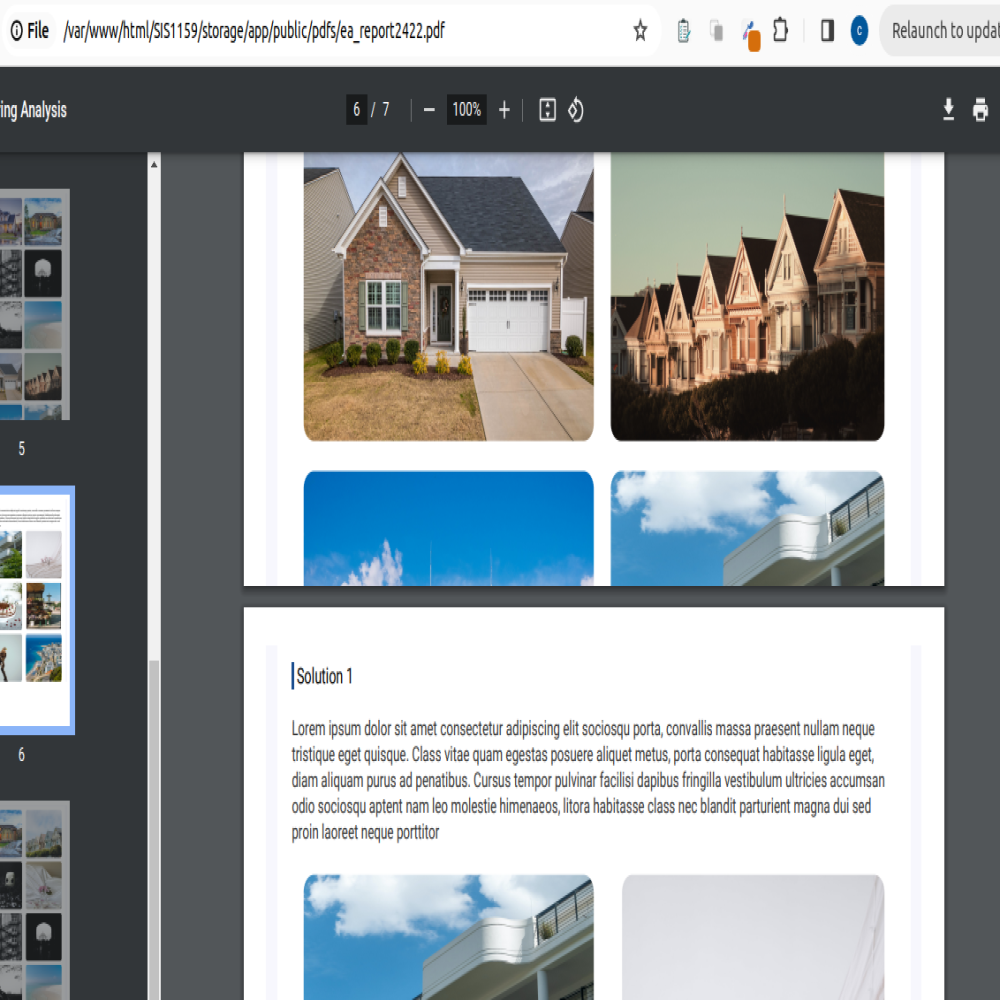 File /var/www/html/SIS1159/storage/app/public/pdfs/ea_report2422.pdf
C
Relaunch to updat
ing Analysis
6 / 7
100%
5
6
Solution 1
Lorem ipsum dolor sit amet consectetur adipiscing elit sociosqu porta, convallis massa praesent nullam neque
tristique eget quisque. Class vitae quam egestas posuere aliquet metus, porta consequat habitasse ligula eget,
diam aliquam purus ad penatibus. Cursus tempor pulvinar facilisi dapibus fringilla vestibulum ultricies accumsan
odio sociosqu aptent nam leo molestie himenaeos, litora habitasse class nec blandit parturient magna dui sed
proin laoreet neque porttitor